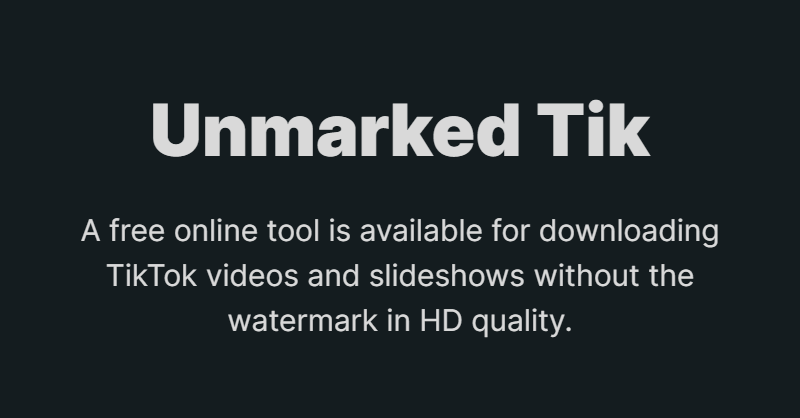 Unmarked Tik
A free online tool is available for downloading
TikTok videos and slideshows without the
watermark in HD quality.